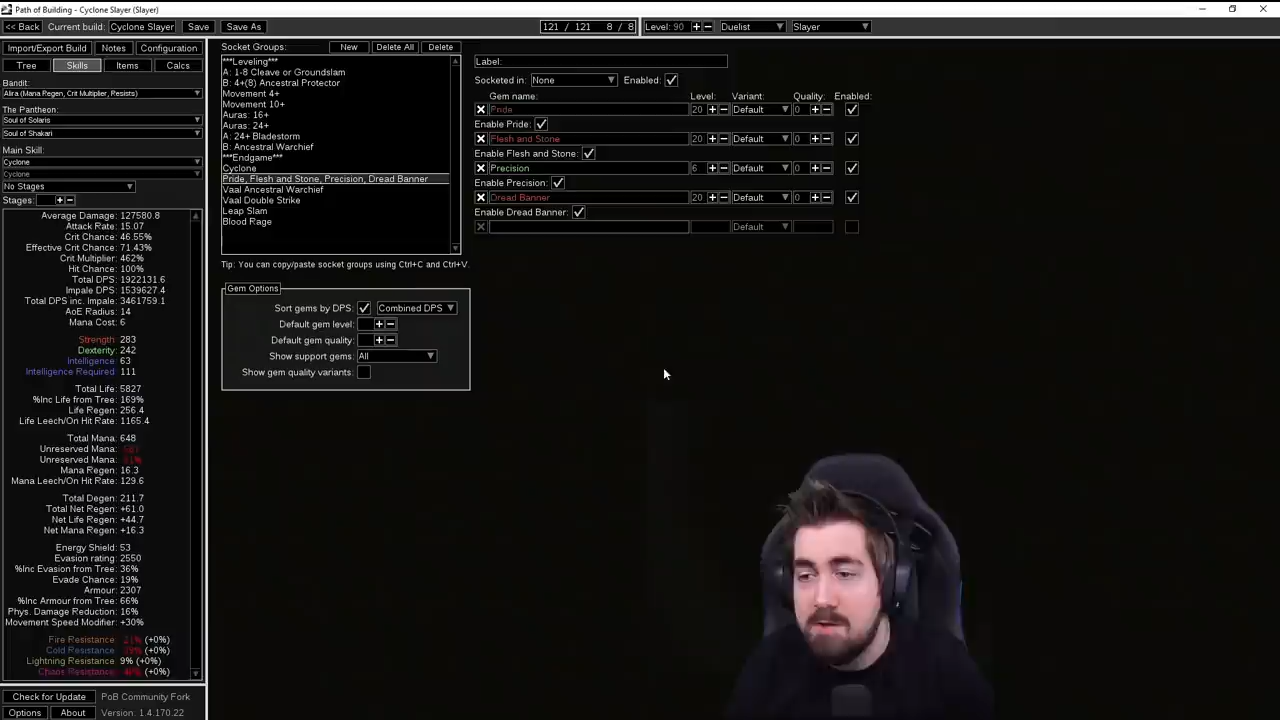 Path of Building - Cyclone Slayer (Slayer)
<< Back Current build: Cyclone Slayer Save Save As 121 / 121 8 / 8 Level: 90 + - Duelist Slayer
Import/Export Build Notes Configuration
Tree Skills Items Calcs
Bandit:
Alira (Mana Regen, Crit Multiplier, Resists)
The Pantheon:
Soul of Solaris
Soul of Shakari
Main Skill:
Cyclone
Cyclone
No Stages
Stages: + -
Average Damage: 127580.8
Attack Rate: 15.07
Crit Chance: 46.55%
Effective Crit Chance: 71.43%
Crit Multiplier: 462%
Hit Chance: 100%
Total DPS: 1922131.6
Impale DPS: 1539627.4
Total DPS inc. Impale: 3461759.1
AoE Radius: 14
Mana Cost: 6
Strength: 283
Dexterity: 242
Intelligence: 63
Intelligence Required: 111
Total Life: 5827
%Inc Life from Tree: 169%
Life Regen: 256.4
Life Leech/On Hit Rate: 1165.4
Total Mana: 648
Unreserved Mana:
Unreserved Mana:
Mana Regen: 16.3
Mana Leech/On Hit Rate: 129.6
Total Degen: 211.7
Total Net Regen: +61.0
Net Life Regen: +44.7
Net Mana Regen: +16.3
Energy Shield: 53
Evasion rating: 2550
%Inc Evasion from Tree: 36%
Evade Chance: 19%
Armour: 2307
%Inc Armour from Tree: 66%
Phys. Damage Reduction: 16%
Movement Speed Modifier: +30%
Fire Resistance: (+0%)
Cold Resistance: (+0%)
Lightning Resistance: 9% (+0%)
Chaos Resistance: (+0%)
Check for Update PoB Community Fork
Options About Version: 1.4.170.22
Socket Groups: New Delete All Delete
***Leveling***
A: 1-8 Cleave or Groundslam
B: 4+(8) Ancestral Protector
Movement 4+
Movement 10+
Auras: 16+
Auras: 24+
A: 24+ Bladestorm
B: Ancestral Warchief
***Endgame***
Cyclone
Pride, Flesh and Stone, Precision, Dread Banner
Vaal Ancestral Warchief
Vaal Double Strike
Leap Slam
Blood Rage
Tip: You can copy/paste socket groups using Ctrl+C and Ctrl+V.
Gem Options
Sort gems by DPS: Combined DPS
Default gem level: + -
Default gem quality: + -
Show support gems: All
Show gem quality variants:
Label:
Socketed in: None Enabled:
Gem name: Level: Variant: Quality: Enabled:
Pride 20 + - Default 0 + -
Enable Pride:
Flesh and Stone 20 + - Default 0 + -
Enable Flesh and Stone:
Precision 6 + - Default 0 + -
Enable Precision:
Dread Banner 20 + - Default 0 + -
Enable Dread Banner:
Default